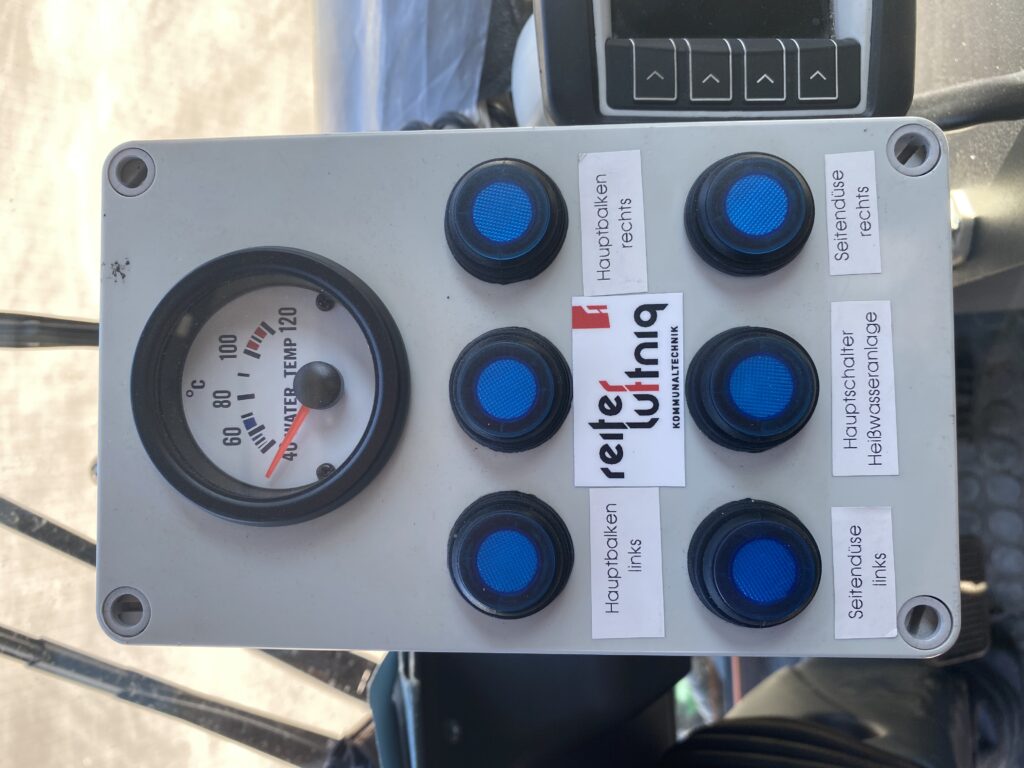 °C
60 80 100
40 WATER TEMP 120
Hauptbalken
links
reiter
luftniq
KOMMUNALTECHNIK
Hauptbalken
rechts
Seitendüse
links
Hauptschalter
Heißwasseranlage
Seitendüse
rechts